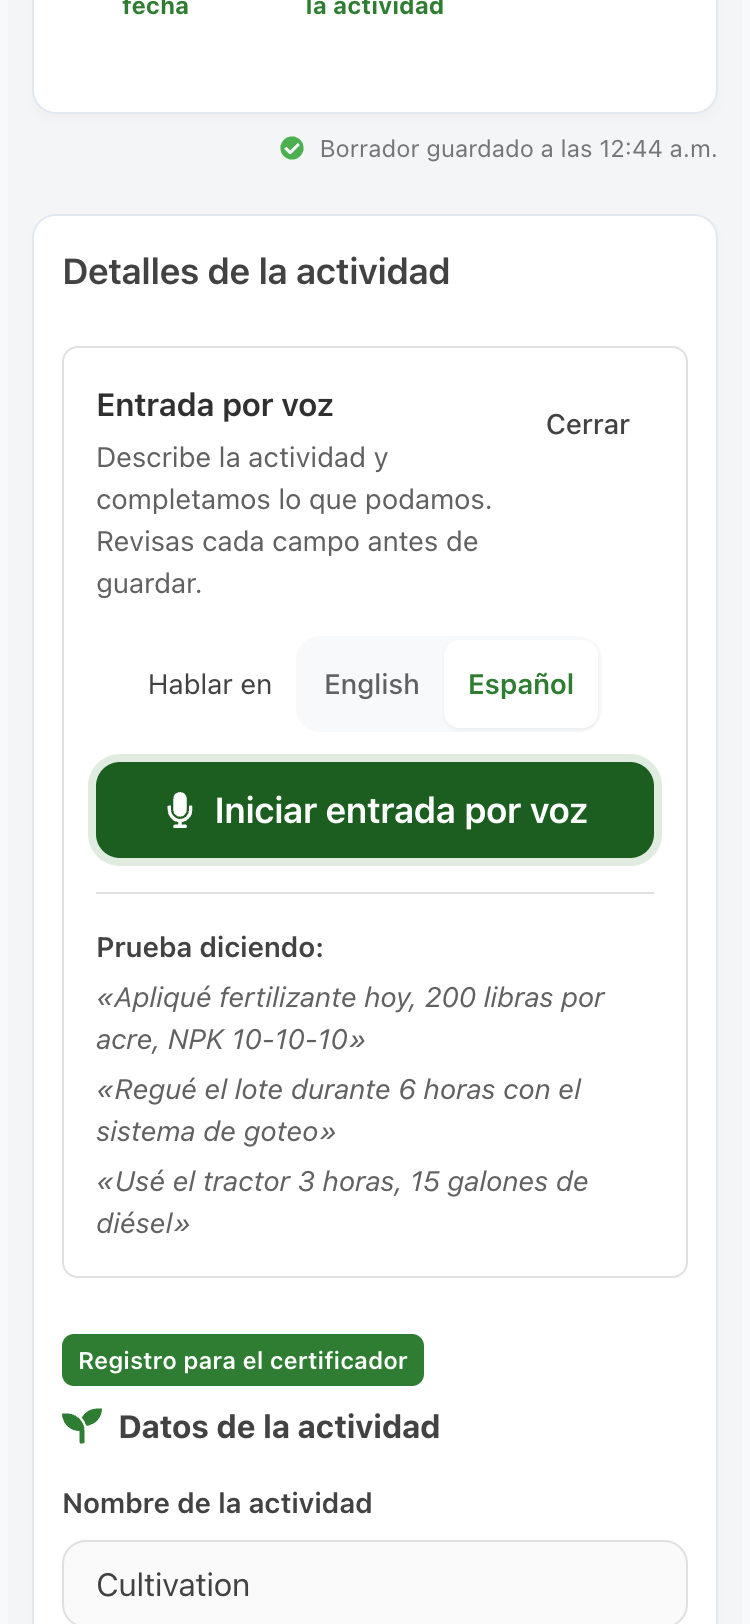 fecha
la actividad
Borrador guardado a las 12:44 a.m.
Detalles de la actividad
Entrada por voz
Cerrar
Describe la actividad y
completamos lo que podamos.
Revisas cada campo antes de
guardar.
Hablar en
English
Español
Iniciar entrada por voz
Prueba diciendo:
«Apliqué fertilizante hoy, 200 libras por
acre, NPK 10-10-10»
«Regué el lote durante 6 horas con el
sistema de goteo»
«Usé el tractor 3 horas, 15 galones de
diésel»
Registro para el certificador
Datos de la actividad
Nombre de la actividad
Cultivation